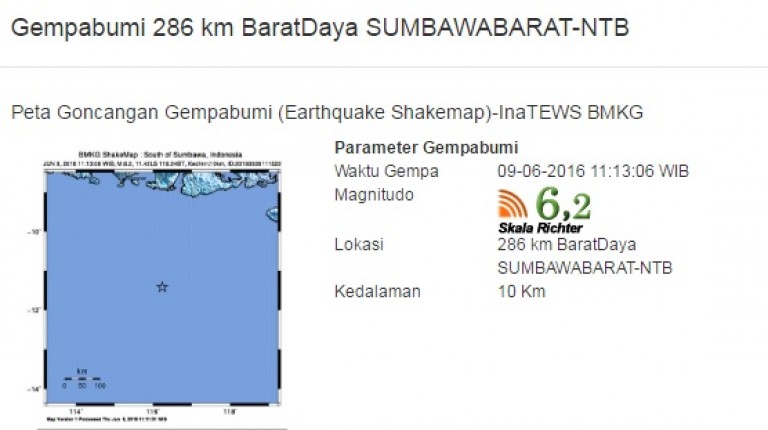 Gempabumi 286 km BaratDaya SUMBAWABARAT-NTB
Peta Goncangan Gempabumi (Earthquake Shakemap)-InaTEWS BMKG
BMKG ShakeMap : South of Sumbawa, Indonesia
Parameter Gempabumi
Waktu Gempa 09-06-2016 11:13:06 WIB
Magnitudo 6,2
Skala Richter
Lokasi 286 km BaratDaya
SUMBAWABARAT-NTB
Kedalaman 10 Km
-10°
-12°
-14°
km
0 50 100
114° 116° 118°